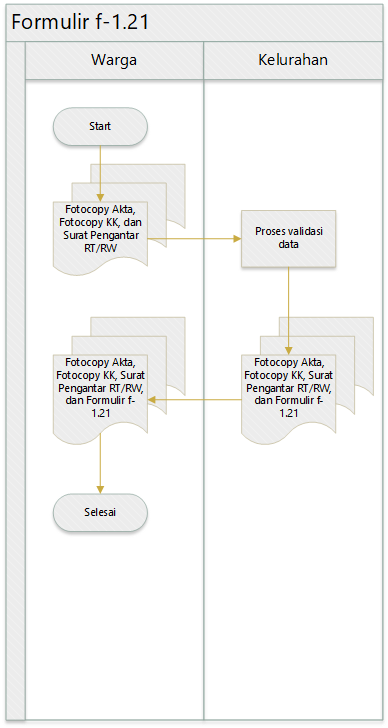 Formulir f-1.21
Warga
Kelurahan
Start
Fotocopy Akta,
Fotocopy KK, dan
Surat Pengantar
RT/RW
Proses validasi
data
Fotocopy Akta,
Fotocopy KK, Surat
Pengantar RT/RW,
dan Formulir f-
1.21
Fotocopy Akta,
Fotocopy KK, Surat
Pengantar RT/RW,
dan Formulir f-
1.21
Selesai